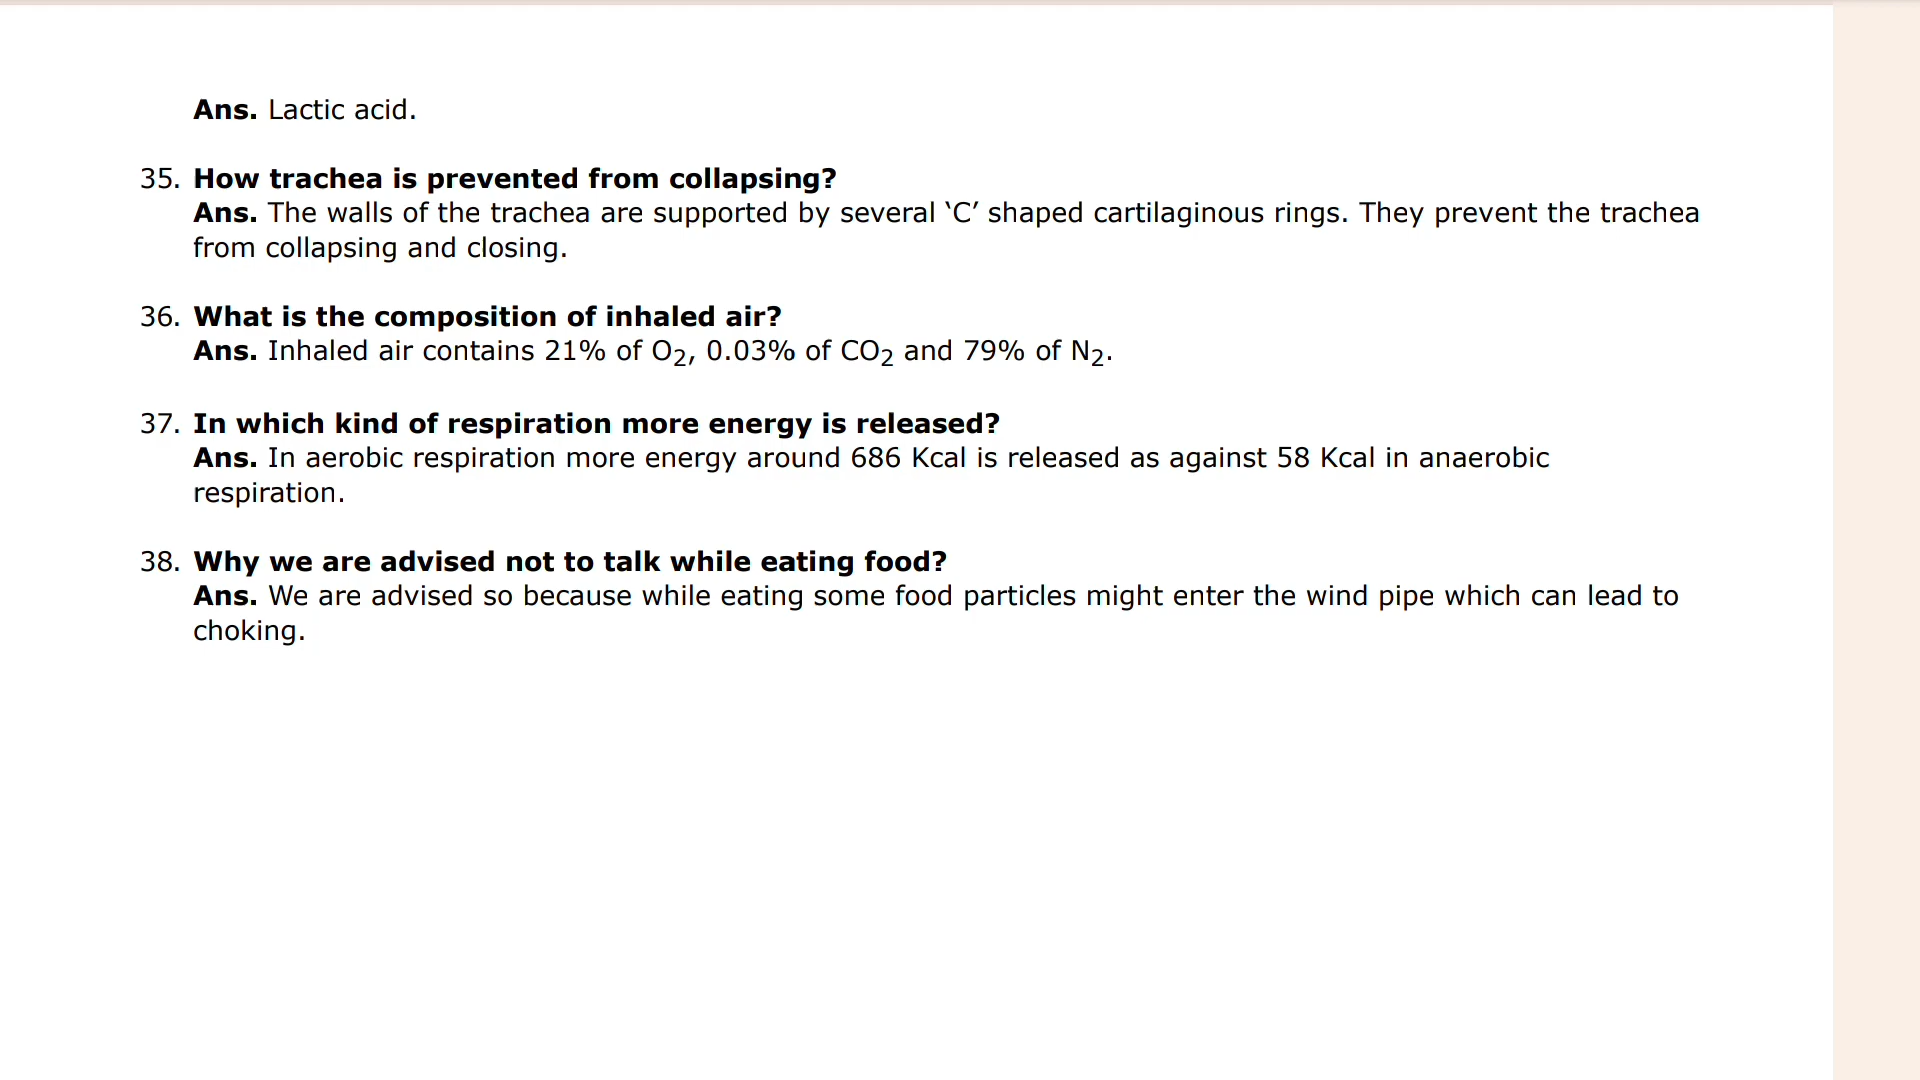 Ans. Lactic acid.
35. How trachea is prevented from collapsing?
Ans. The walls of the trachea are supported by several ‘C’ shaped cartilaginous rings. They prevent the trachea
from collapsing and closing.
36. What is the composition of inhaled air?
Ans. Inhaled air contains 21% of O₂, 0.03% of CO₂ and 79% of N₂.
37. In which kind of respiration more energy is released?
Ans. In aerobic respiration more energy around 686 Kcal is released as against 58 Kcal in anaerobic
respiration.
38. Why we are advised not to talk while eating food?
Ans. We are advised so because while eating some food particles might enter the wind pipe which can lead to
choking.